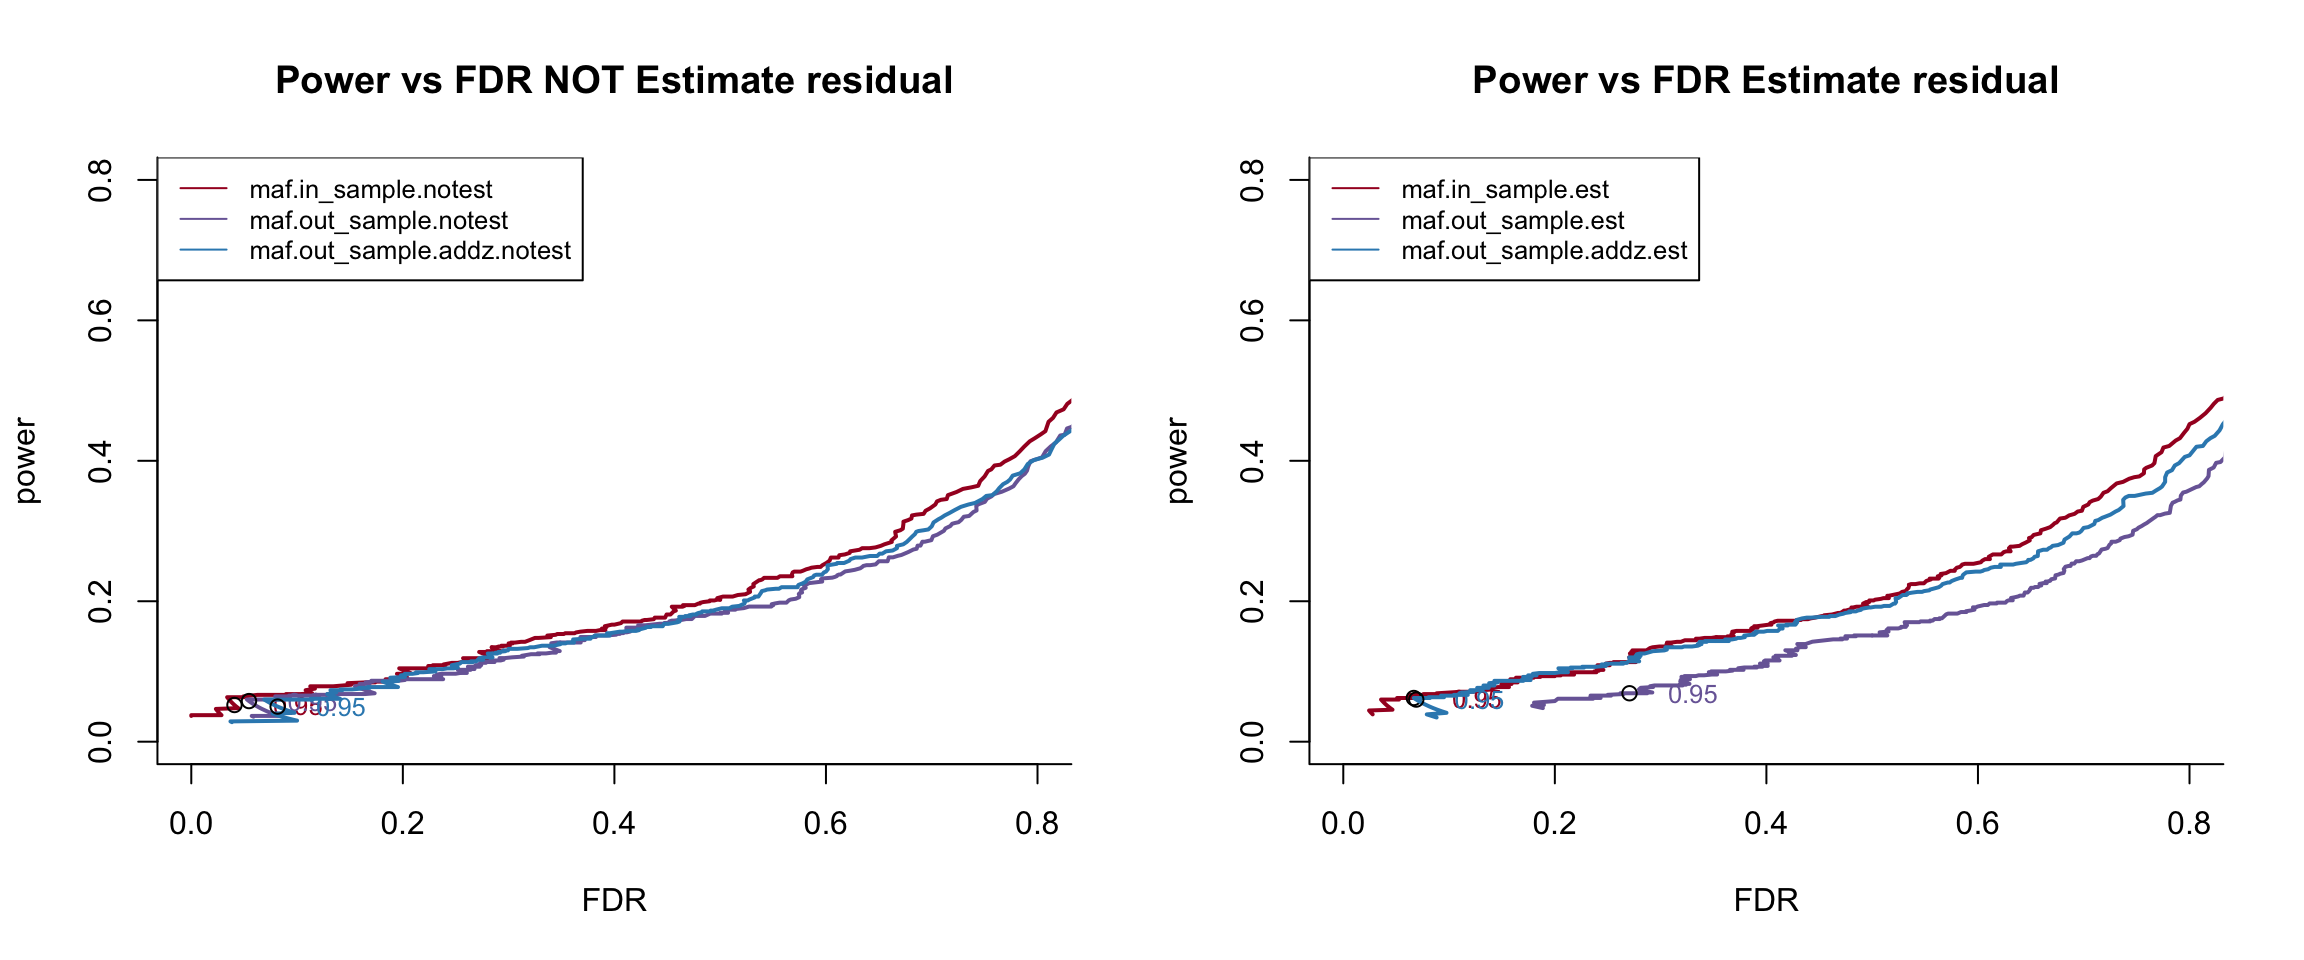 Power vs FDR NOT Estimate residual
maf.in_sample.notest
maf.out_sample.notest
maf.out_sample.addz.notest
power
0.0
0.2
0.4
0.6
0.8
0.95
0.0 0.2 0.4 0.6 0.8
FDR
Power vs FDR Estimate residual
maf.in_sample.est
maf.out_sample.est
maf.out_sample.addz.est
power
0.0
0.2
0.4
0.6
0.8
0.95
0.95
0.0 0.2 0.4 0.6 0.8
FDR